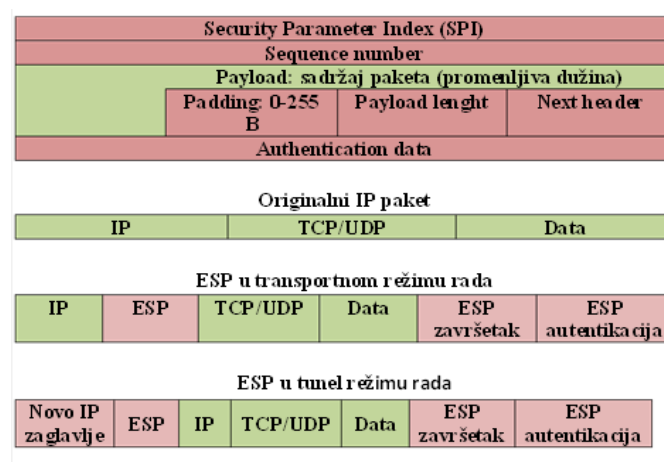 Security Parameter Index (SPI)
Sequence number
Payload: sadržaj paketa (promenljiva dužina)
Padding: 0-255 B
Payload lenght
Next header
Authentication data
Originalni IP paket
IP
TCP/UDP
Data
ESP u transportnom režimu rada
IP
ESP
TCP/UDP
Data
ESP završetak
ESP autentikacija
ESP u tunel režimu rada
Novo IP zaglavlje
ESP
IP
TCP/UDP
Data
ESP završetak
ESP autentikacija